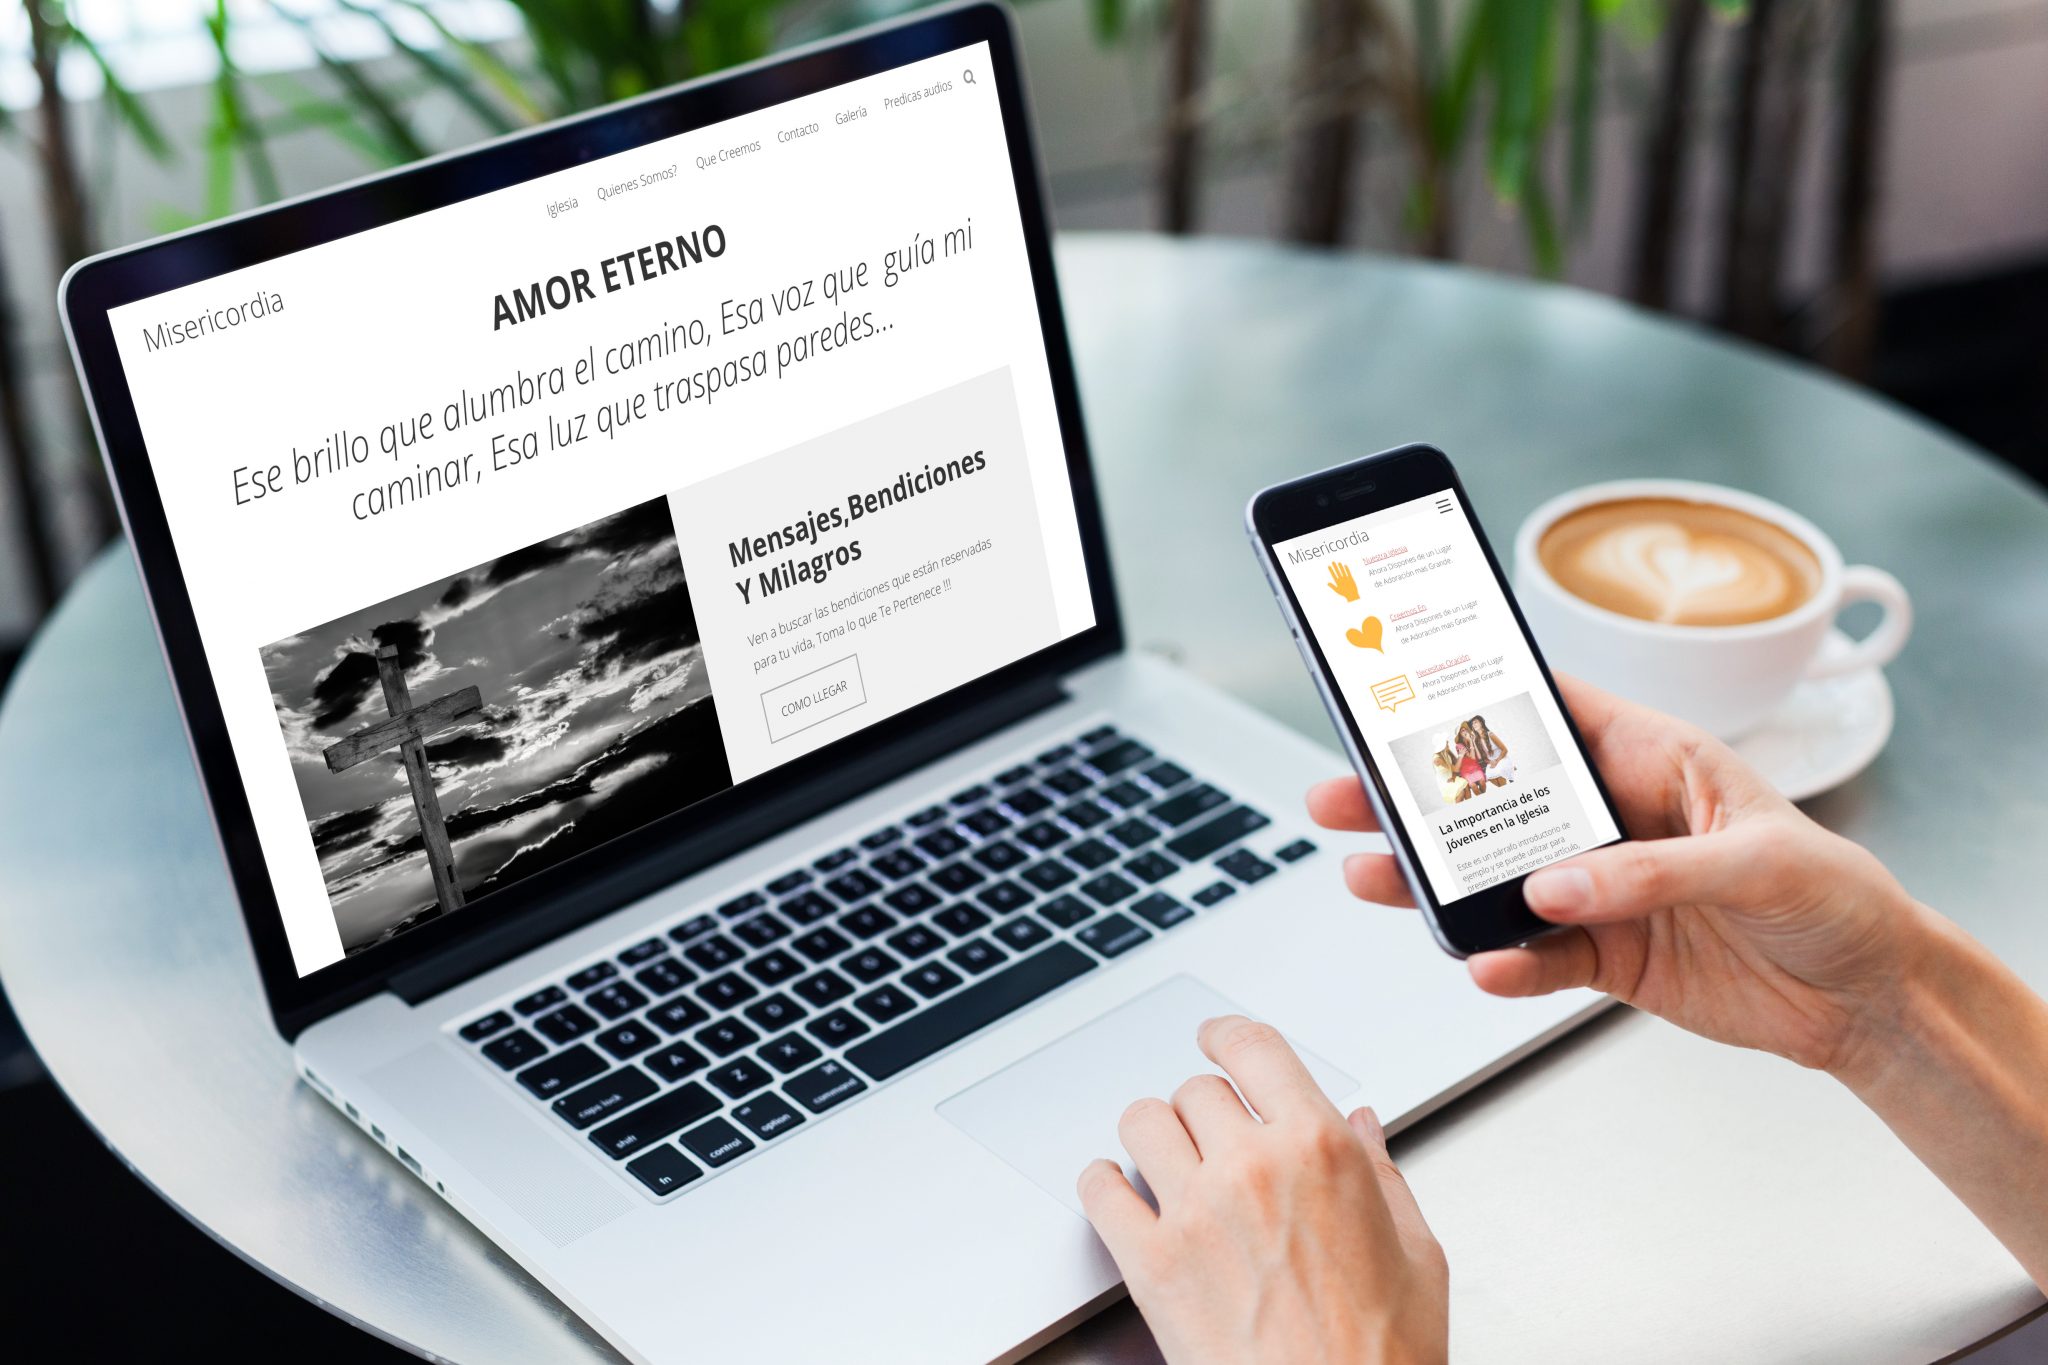 Iglesia Quienes Somos? Que Creemos Contacto Galería Predicas audios
Misericordia
AMOR ETERNO
Ese brillo que alumbra el camino, Esa voz que guía mi
caminar, Esa luz que traspasa paredes...
Mensajes,Bendiciones
Y Milagros
Ven a buscar las bendiciones que están reservadas
para tu vida, Toma lo que Te Pertenece !!!
COMO LLEGAR
Misericordia
Nuestra iglesia
Ahora Dispones de un Lugar
de Adoración mas Grande.
Creemos En
Ahora Dispones de un Lugar
de Adoración mas Grande.
Necesitas Oración
Ahora Dispones de un Lugar
de Adoración mas Grande.
La Importancia de los
Jóvenes en la Iglesia
Este es un párrafo introductorio de
ejemplo y se puede utilizar para
presentar a los lectores su artículo,
Q W E R
A S D
Z X C V B N M
tab
caps lock
shift
fn
control
option
command